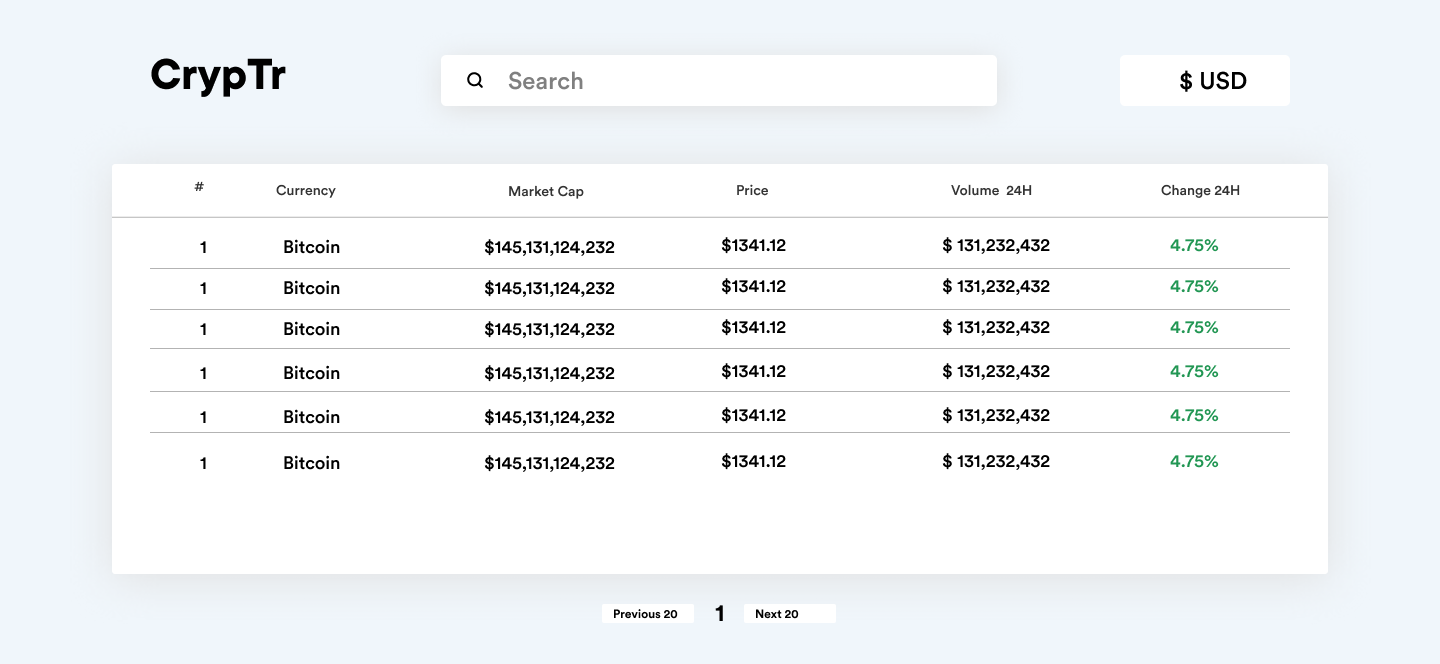 CrypTr Search $ USD
# Currency Market Cap Price Volume 24H Change 24H
1 Bitcoin $145,131,124,232 $1341.12 $ 131,232,432 4.75%
1 Bitcoin $145,131,124,232 $1341.12 $ 131,232,432 4.75%
1 Bitcoin $145,131,124,232 $1341.12 $ 131,232,432 4.75%
1 Bitcoin $145,131,124,232 $1341.12 $ 131,232,432 4.75%
1 Bitcoin $145,131,124,232 $1341.12 $ 131,232,432 4.75%
1 Bitcoin $145,131,124,232 $1341.12 $ 131,232,432 4.75%
Previous 20 1 Next 20